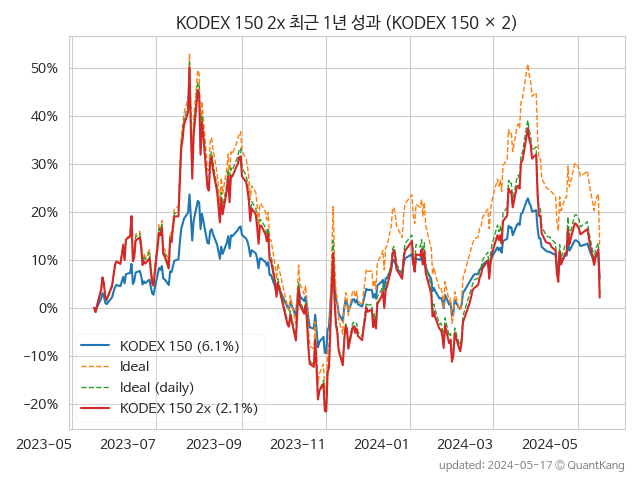 KODEX 150 2x 최근 1년 성과 (KODEX 150 × 2)
50%
40%
30%
20%
10%
0%
−10%
−20%
KODEX 150 (6.1%)
Ideal
Ideal (daily)
KODEX 150 2x (2.1%)
2023-05 2023-07 2023-09 2023-11 2024-01 2024-03 2024-05
updated: 2024-05-17 ⓒ QuantKang